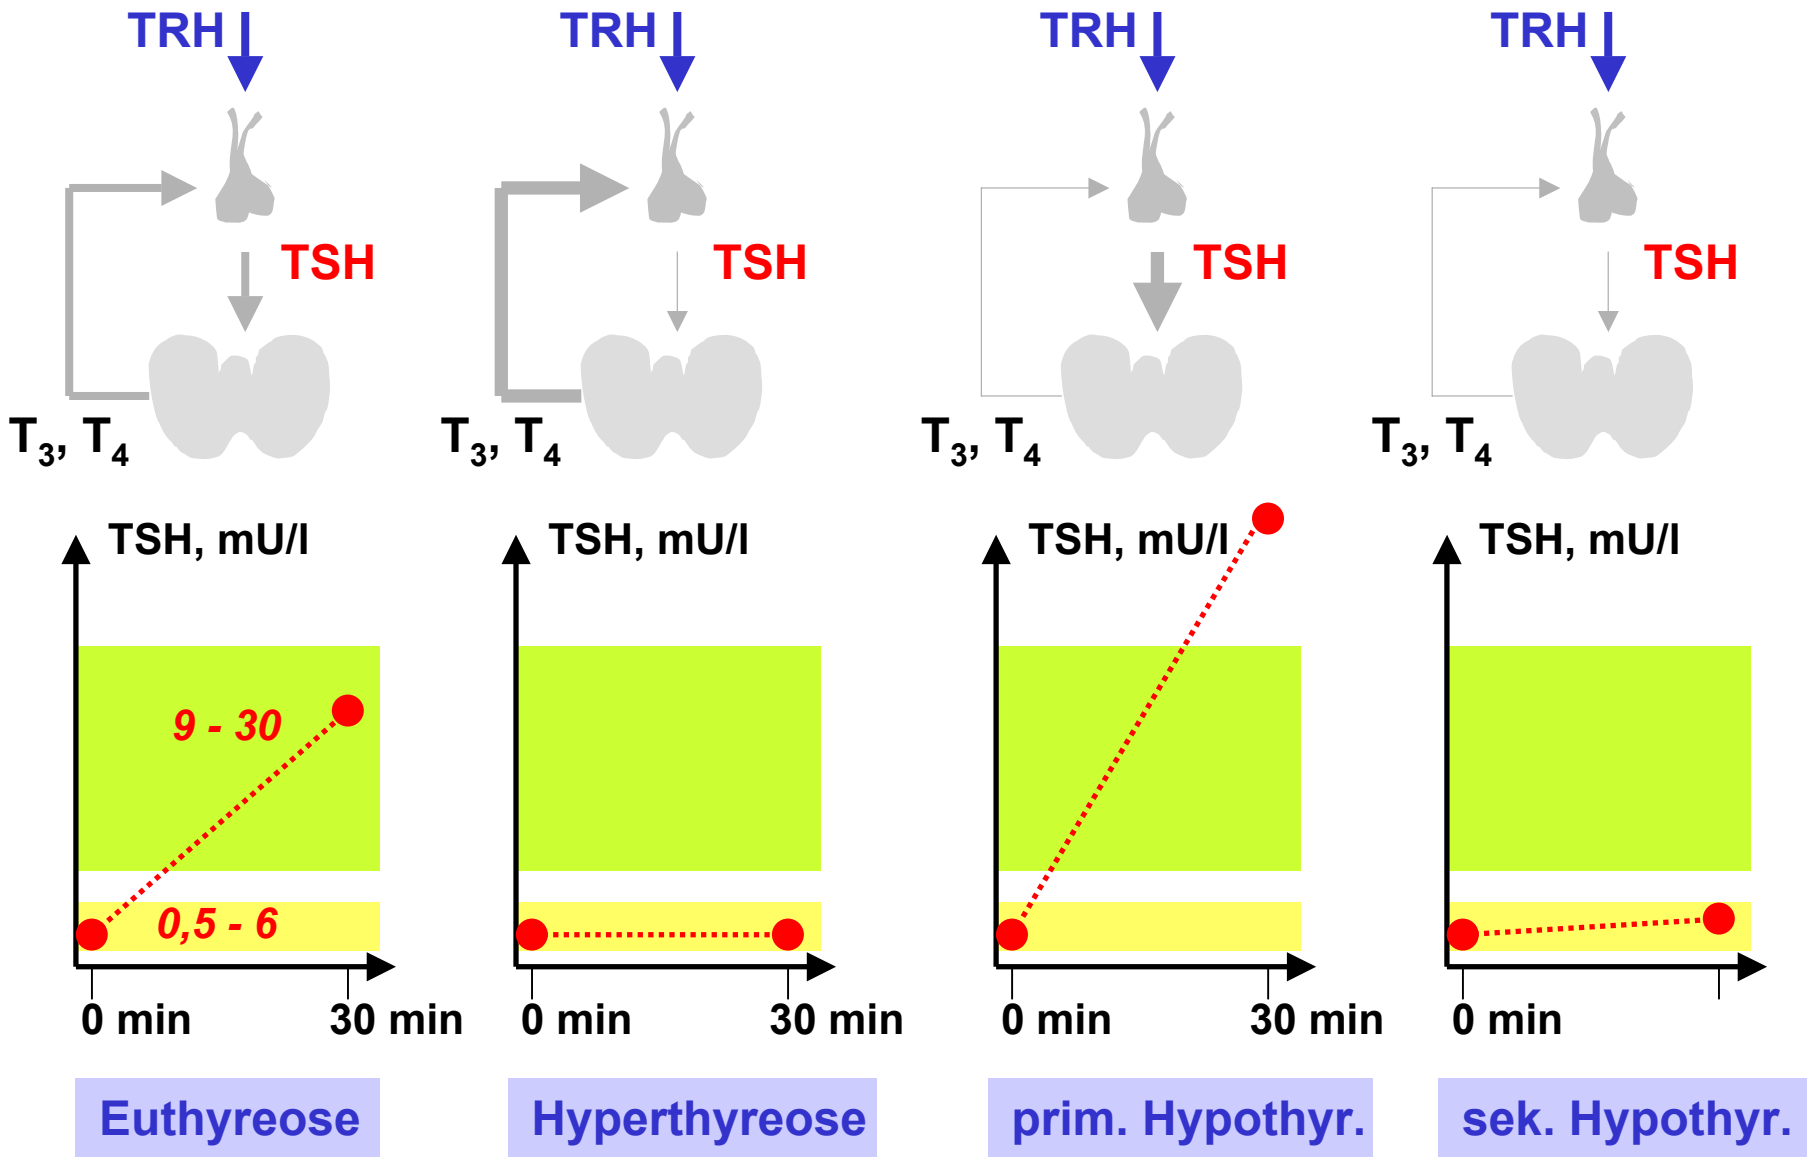 TRH TRH TRH TRH
TSH TSH TSH TSH
T3, T4 T3, T4 T3, T4 T3, T4
TSH, mU/l TSH, mU/l TSH, mU/l TSH, mU/l
9 - 30
0,5 - 6
0 min 30 min 0 min 30 min 0 min 30 min 0 min
Euthyreose Hyperthyreose prim. Hypothyr. sek. Hypothyr.